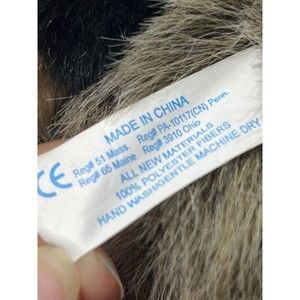 MADE IN CHINA
Reg# 51 Mass. Reg# PA-10117(CN) Penn.
Reg# 65 Maine Reg# 3910 Ohio
ALL NEW MATERIALS
100% POLYESTER FIBERS
HAND WASH/GENTLE MACHINE DRY
CE